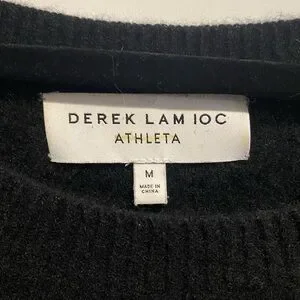 DEREK LAM 10C
ATHLETA
M
MADE IN
CHINA